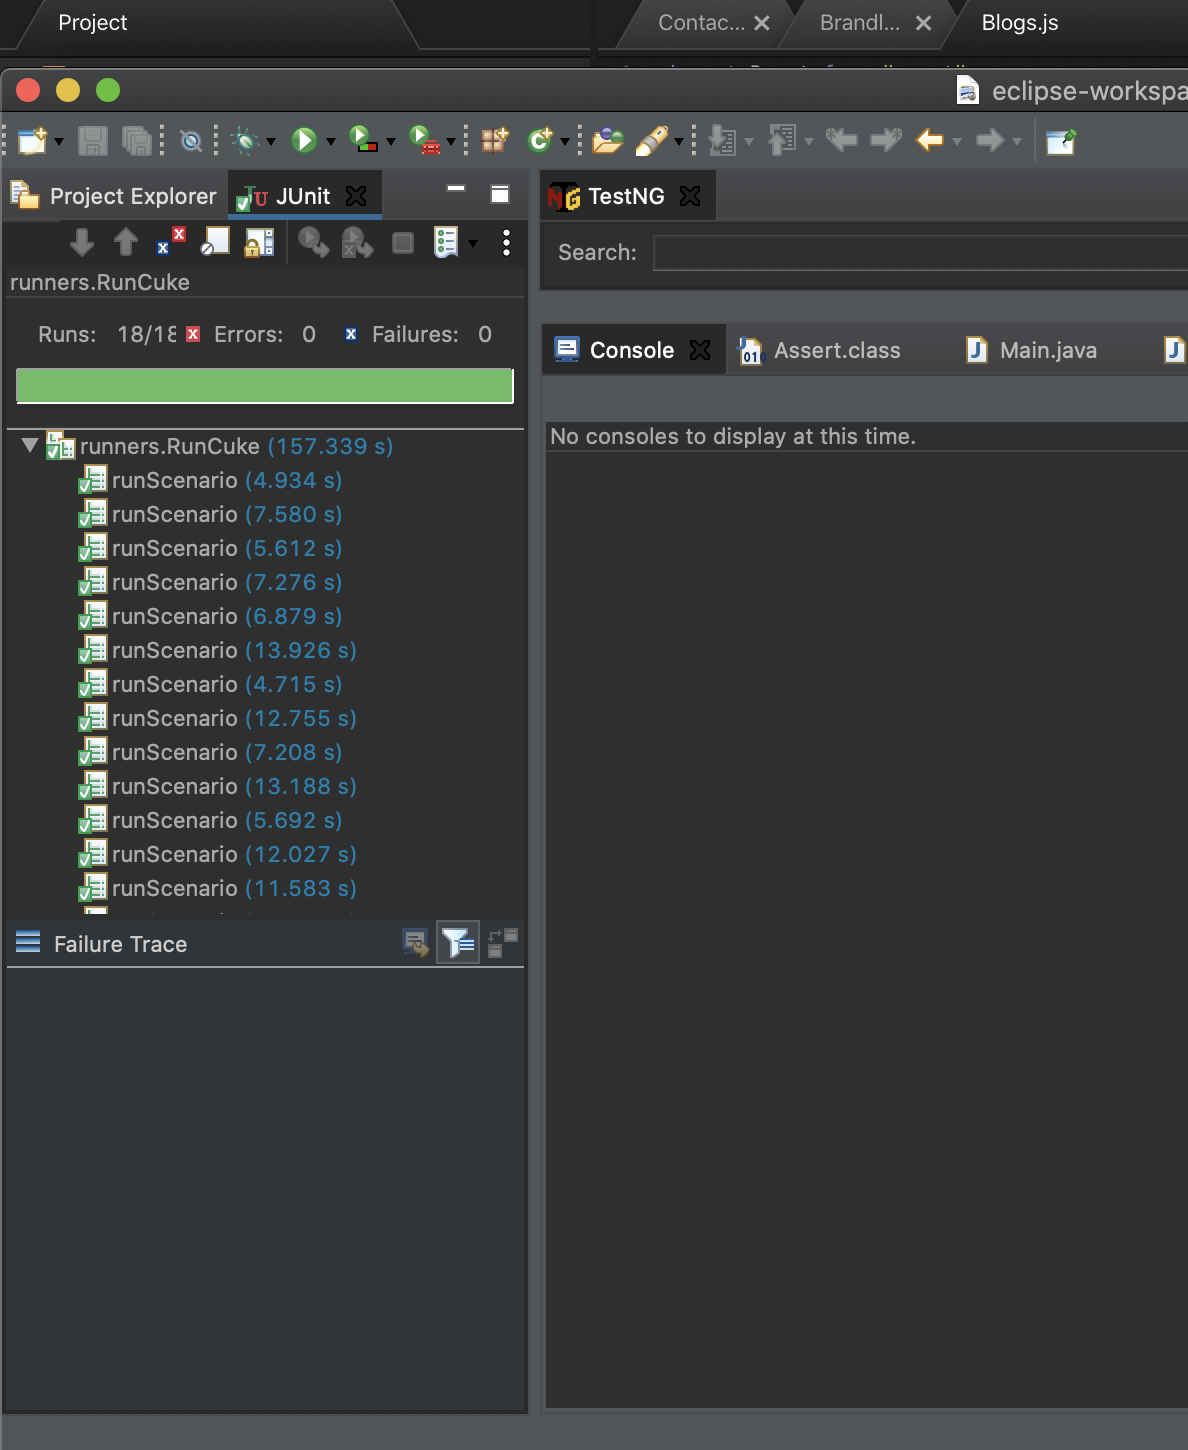 Project
Contac...
Brandl...
Blogs.js
eclipse-workspa
Project Explorer
JUnit
TestNG
Search:
runners.RunCuke
Runs: 18/18
Errors: 0
Failures: 0
Console
Assert.class
Main.java
No consoles to display at this time.
runners.RunCuke (157.339 s)
runScenario (4.934 s)
runScenario (7.580 s)
runScenario (5.612 s)
runScenario (7.276 s)
runScenario (6.879 s)
runScenario (13.926 s)
runScenario (4.715 s)
runScenario (12.755 s)
runScenario (7.208 s)
runScenario (13.188 s)
runScenario (5.692 s)
runScenario (12.027 s)
runScenario (11.583 s)
Failure Trace